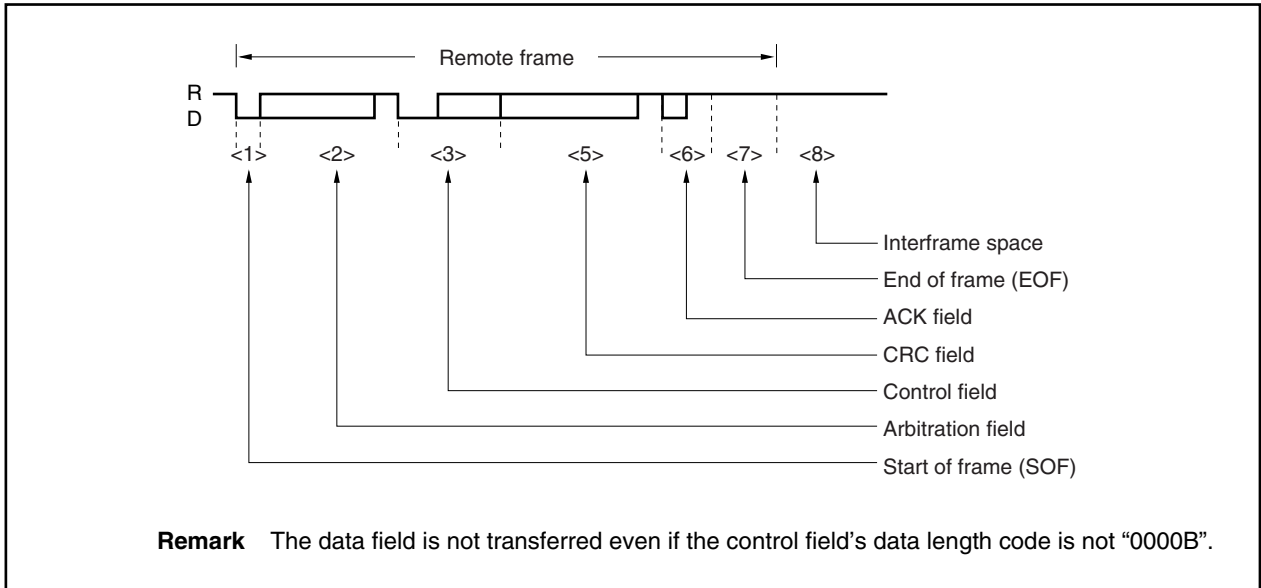 Remote frame
R
D
<1> <2> <3> <5> <6> <7> <8>
Interframe space
End of frame (EOF)
ACK field
CRC field
Control field
Arbitration field
Start of frame (SOF)
Remark The data field is not transferred even if the control field's data length code is not “0000B”.